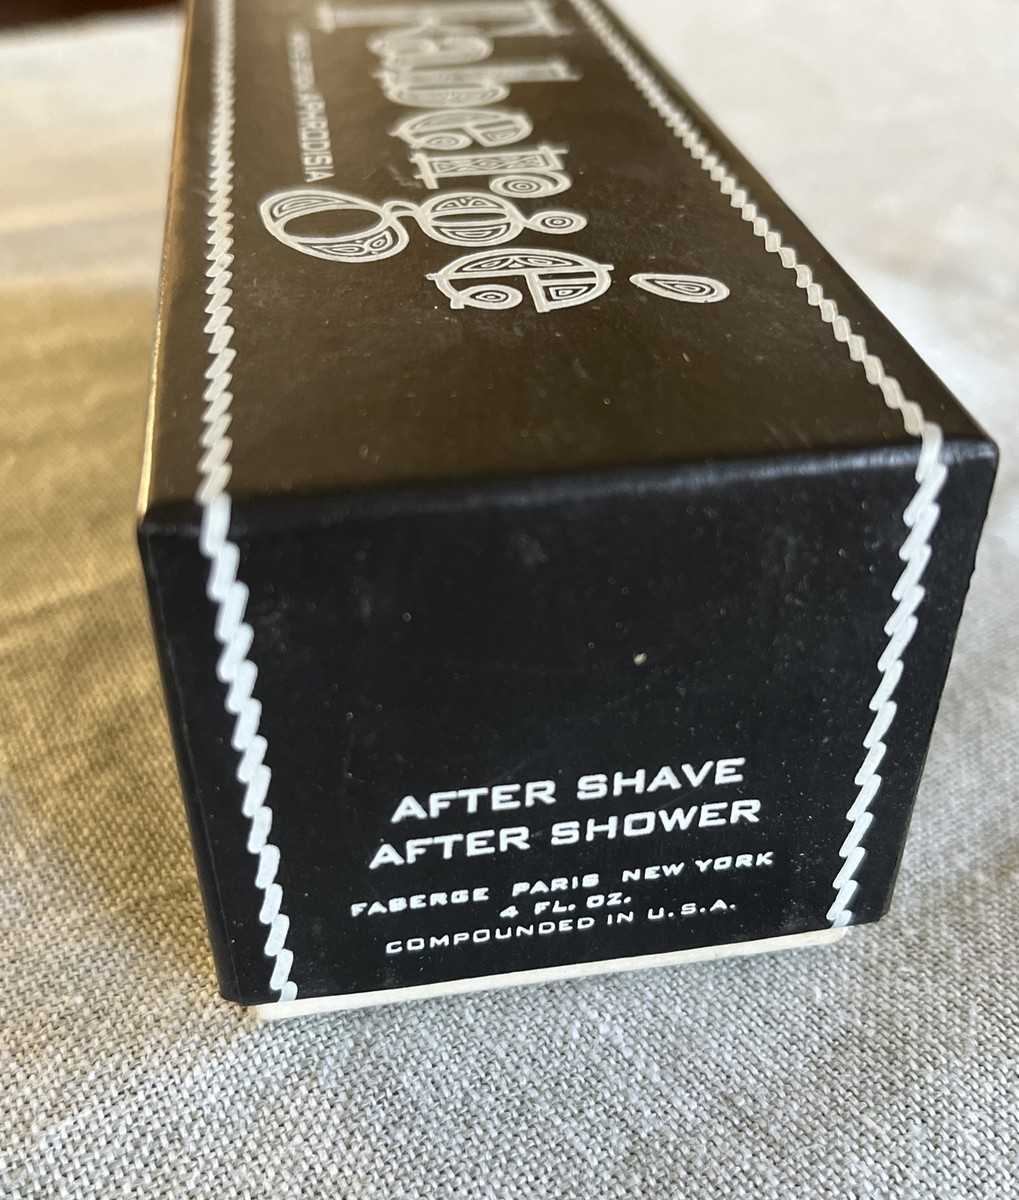 Fabergé
APHRODISIA
AFTER SHAVE
AFTER SHOWER
FABERGE PARIS NEW YORK
4 FL. OZ.
COMPOUNDED IN U.S.A.